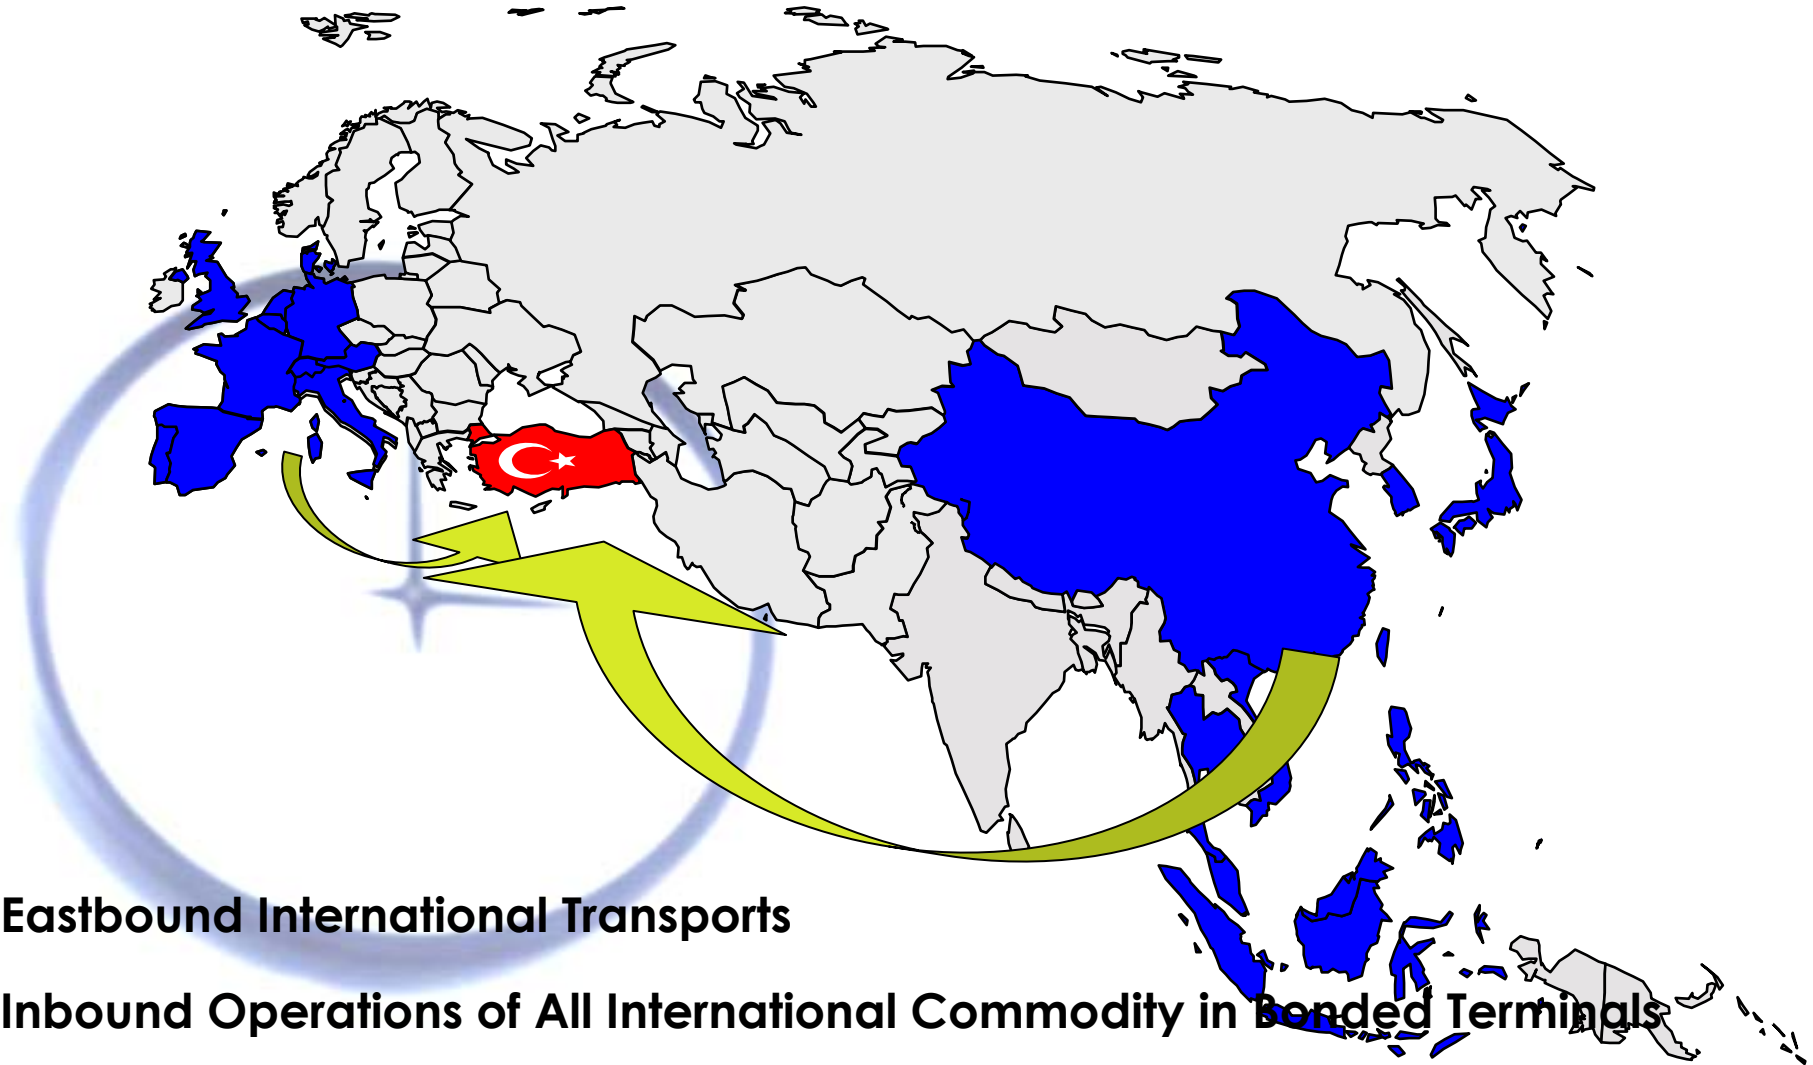 Eastbound International Transports
Inbound Operations of All International Commodity in Bonded Terminals